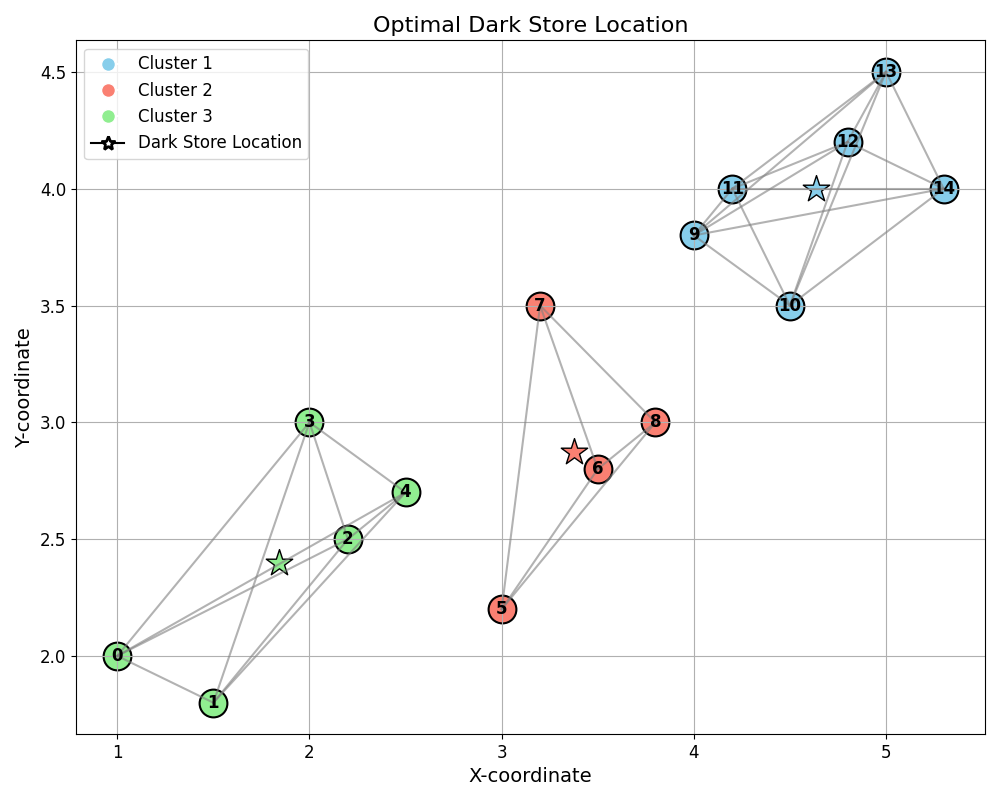 Optimal Dark Store Location
Cluster 1
Cluster 2
Cluster 3
Dark Store Location
Y-coordinate
4.5
4.0
3.5
3.0
2.5
2.0
13
12
11
14
9
10
7
3
8
6
4
2
5
0
1
1 2 3 4 5
X-coordinate